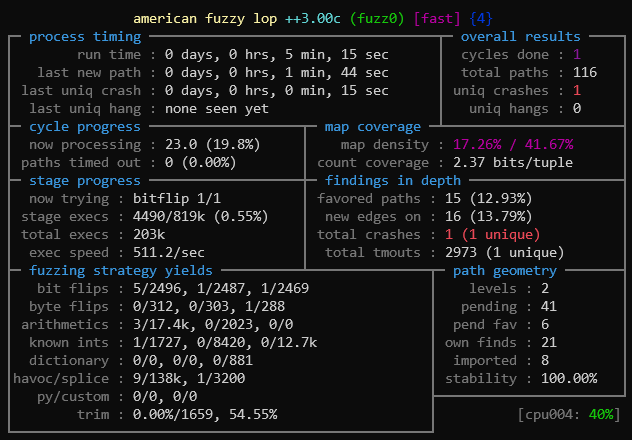 american fuzzy lop ++3.00c (fuzz0) [fast] {4}
process timing overall results
run time : 0 days, 0 hrs, 5 min, 15 sec cycles done : 1
last new path : 0 days, 0 hrs, 1 min, 44 sec total paths : 116
last uniq crash : 0 days, 0 hrs, 0 min, 15 sec uniq crashes : 1
last uniq hang : none seen yet uniq hangs : 0
cycle progress map coverage
now processing : 23.0 (19.8%) map density : 17.26% / 41.67%
paths timed out : 0 (0.00%) count coverage : 2.37 bits/tuple
stage progress findings in depth
now trying : bitflip 1/1 favored paths : 15 (12.93%)
stage execs : 4490/819k (0.55%) new edges on : 16 (13.79%)
total execs : 203k total crashes : 1 (1 unique)
exec speed : 511.2/sec total tmouts : 2973 (1 unique)
fuzzing strategy yields path geometry
bit flips : 5/2496, 1/2487, 1/2469 levels : 2
byte flips : 0/312, 0/303, 1/288 pending : 41
arithmetics : 3/17.4k, 0/2023, 0/0 pend fav : 6
known ints : 1/1727, 0/8420, 0/12.7k own finds : 21
dictionary : 0/0, 0/0, 0/881 imported : 8
havoc/splice : 9/138k, 1/3200 stability : 100.00%
py/custom : 0/0, 0/0
trim : 0.00%/1659, 54.55% [cpu004: 40%]